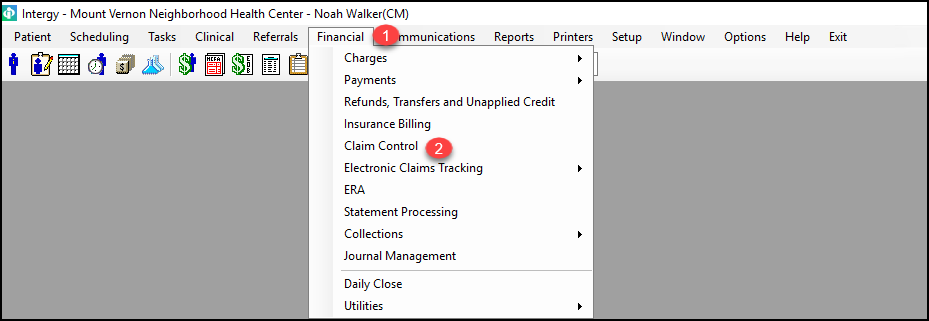 Intergy - Mount Vernon Neighborhood Health Center - Noah Walker(CM)
Patient Scheduling Tasks Clinical Referrals Financial 1 mmunications Reports Printers Setup Window Options Help Exit
Charges
Payments
Refunds, Transfers and Unapplied Credit
Insurance Billing
Claim Control 2
Electronic Claims Tracking
ERA
Statement Processing
Collections
Journal Management
Daily Close
Utilities